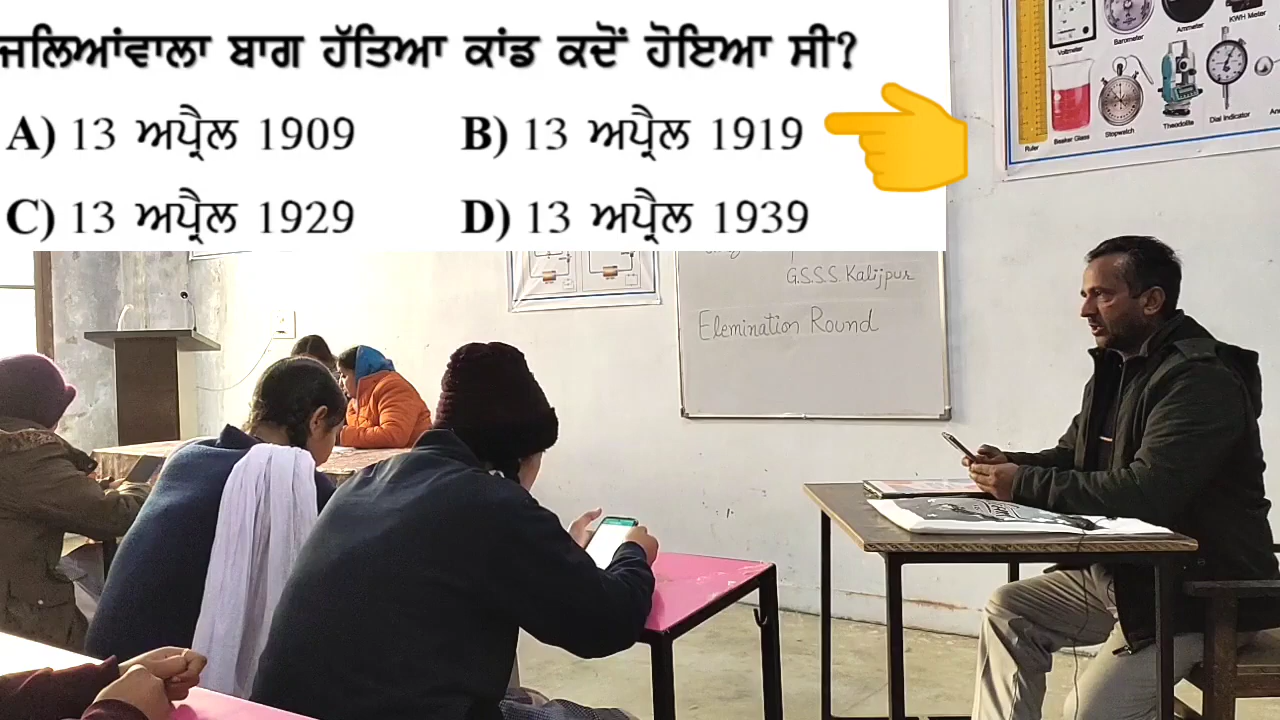 ਜਲਿਆਂਵਾਲਾ ਬਾਗ ਹੱਤਿਆ ਕਾਂਡ ਕਦੋਂ ਹੋਇਆ ਸੀ?
A) 13 ਅਪ੍ਰੈਲ 1909 B) 13 ਅਪ੍ਰੈਲ 1919
C) 13 ਅਪ੍ਰੈਲ 1929 D) 13 ਅਪ੍ਰੈਲ 1939
Voltmeter Barometer Ammeter KWH Meter
Ruler Beaker Glass Stopwatch Theodolite Dial Indicator
G.S.S.S. Kalijpur
Elemination Round